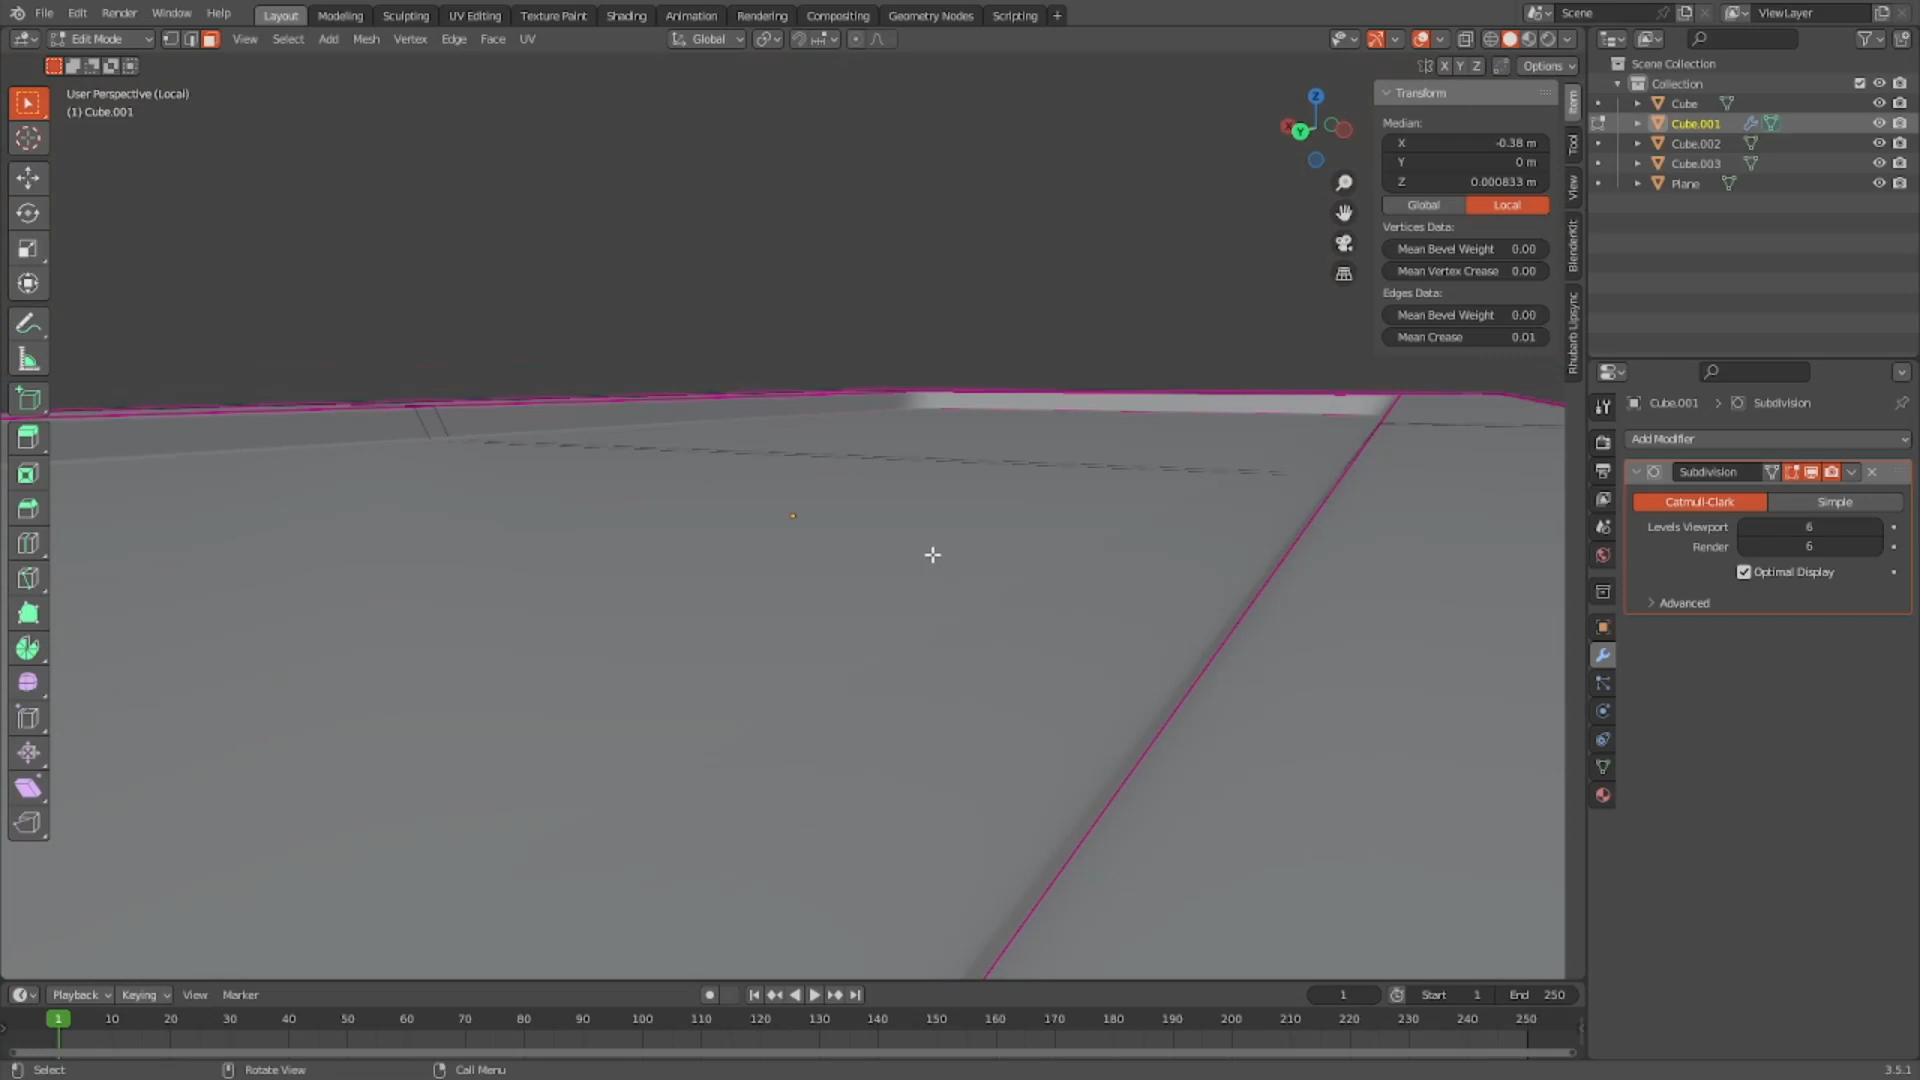 File Edit Render Window Help Layout Modeling Sculpting UV Editing Texture Paint Shading Animation Rendering Compositing Geometry Nodes Scripting + Scene ViewLayer
Edit Mode View Select Add Mesh Vertex Edge Face UV Global
X Y Z Options
User Perspective (Local)
(1) Cube.001
Z
X
Y
Transform
Median:
X -0.38 m
Y 0 m
Z 0.000833 m
Global Local
Vertices Data:
Mean Bevel Weight 0.00
Mean Vertex Crease 0.00
Edges Data:
Mean Bevel Weight 0.00
Mean Crease 0.01
Item
Tool
View
BlenderKit
Rhubarb Lipsync
Scene Collection
Collection
Cube
Cube.001
Cube.002
Cube.003
Plane
Cube.001 > Subdivision
Add Modifier
Subdivision
Catmull-Clark Simple
Levels Viewport 6
Render 6
Optimal Display
Advanced
Playback Keying View Marker 1 Start 1 End 250
1 10 20 30 40 50 60 70 80 90 100 110 120 130 140 150 160 170 180 190 200 210 220 230 240 250
Select Rotate View Call Menu 3.5.1